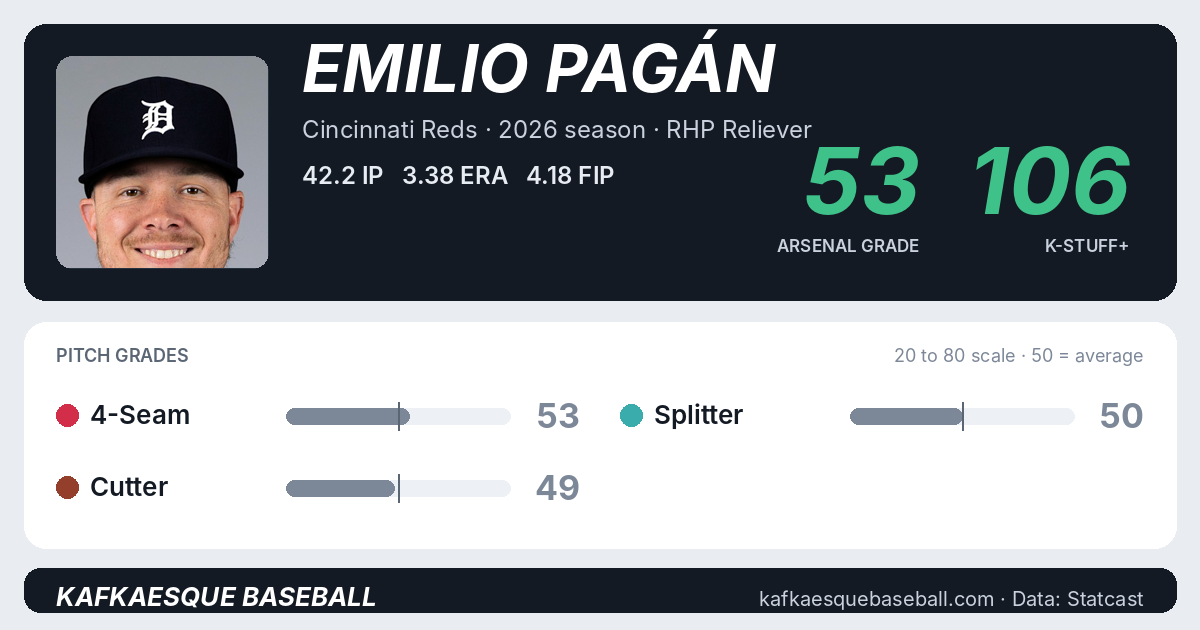 EMILIO PAGÁN
Cincinnati Reds · 2026 season · RHP Reliever
42.2 IP 3.38 ERA 4.18 FIP
53 106
ARSENAL GRADE K-STUFF+
PITCH GRADES 20 to 80 scale · 50 = average
4-Seam 53 Splitter 50
Cutter 49
KAFKAESQUE BASEBALL kafkaesquebaseball.com · Data: Statcast